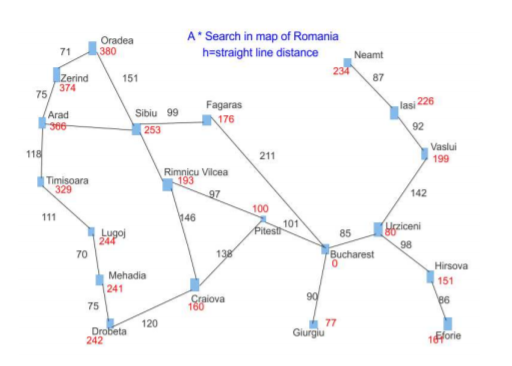 A * Search in map of Romania
h=straight line distance
Oradea
380
71
Zerind
374
151
75
Arad
366
Sibiu
253
99
Fagaras
176
Neamt
234
87
Iasi
226
92
Vaslui
199
118
Timisoara
329
Rimnicu Vilcea
193
97
211
142
111
Lugoj
244
146
100
Pitesti
101
85
Urziceni
80
98
Bucharest
0
70
Mehadia
241
138
Hirsova
151
75
Craiova
160
90
86
Drobeta
242
120
Giurgiu
77
Eforie
161